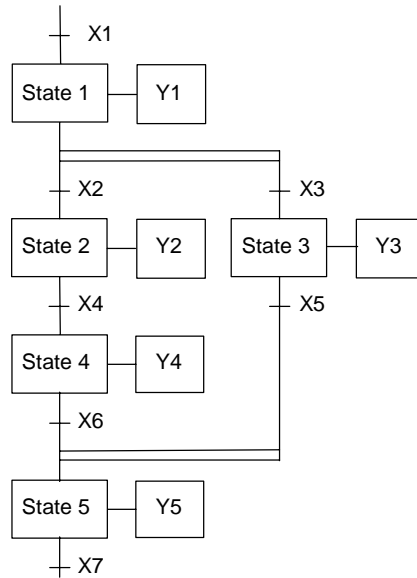 X1
State 1 Y1
X2 X3
State 2 Y2 State 3 Y3
X4 X5
State 4 Y4
X6
State 5 Y5
X7